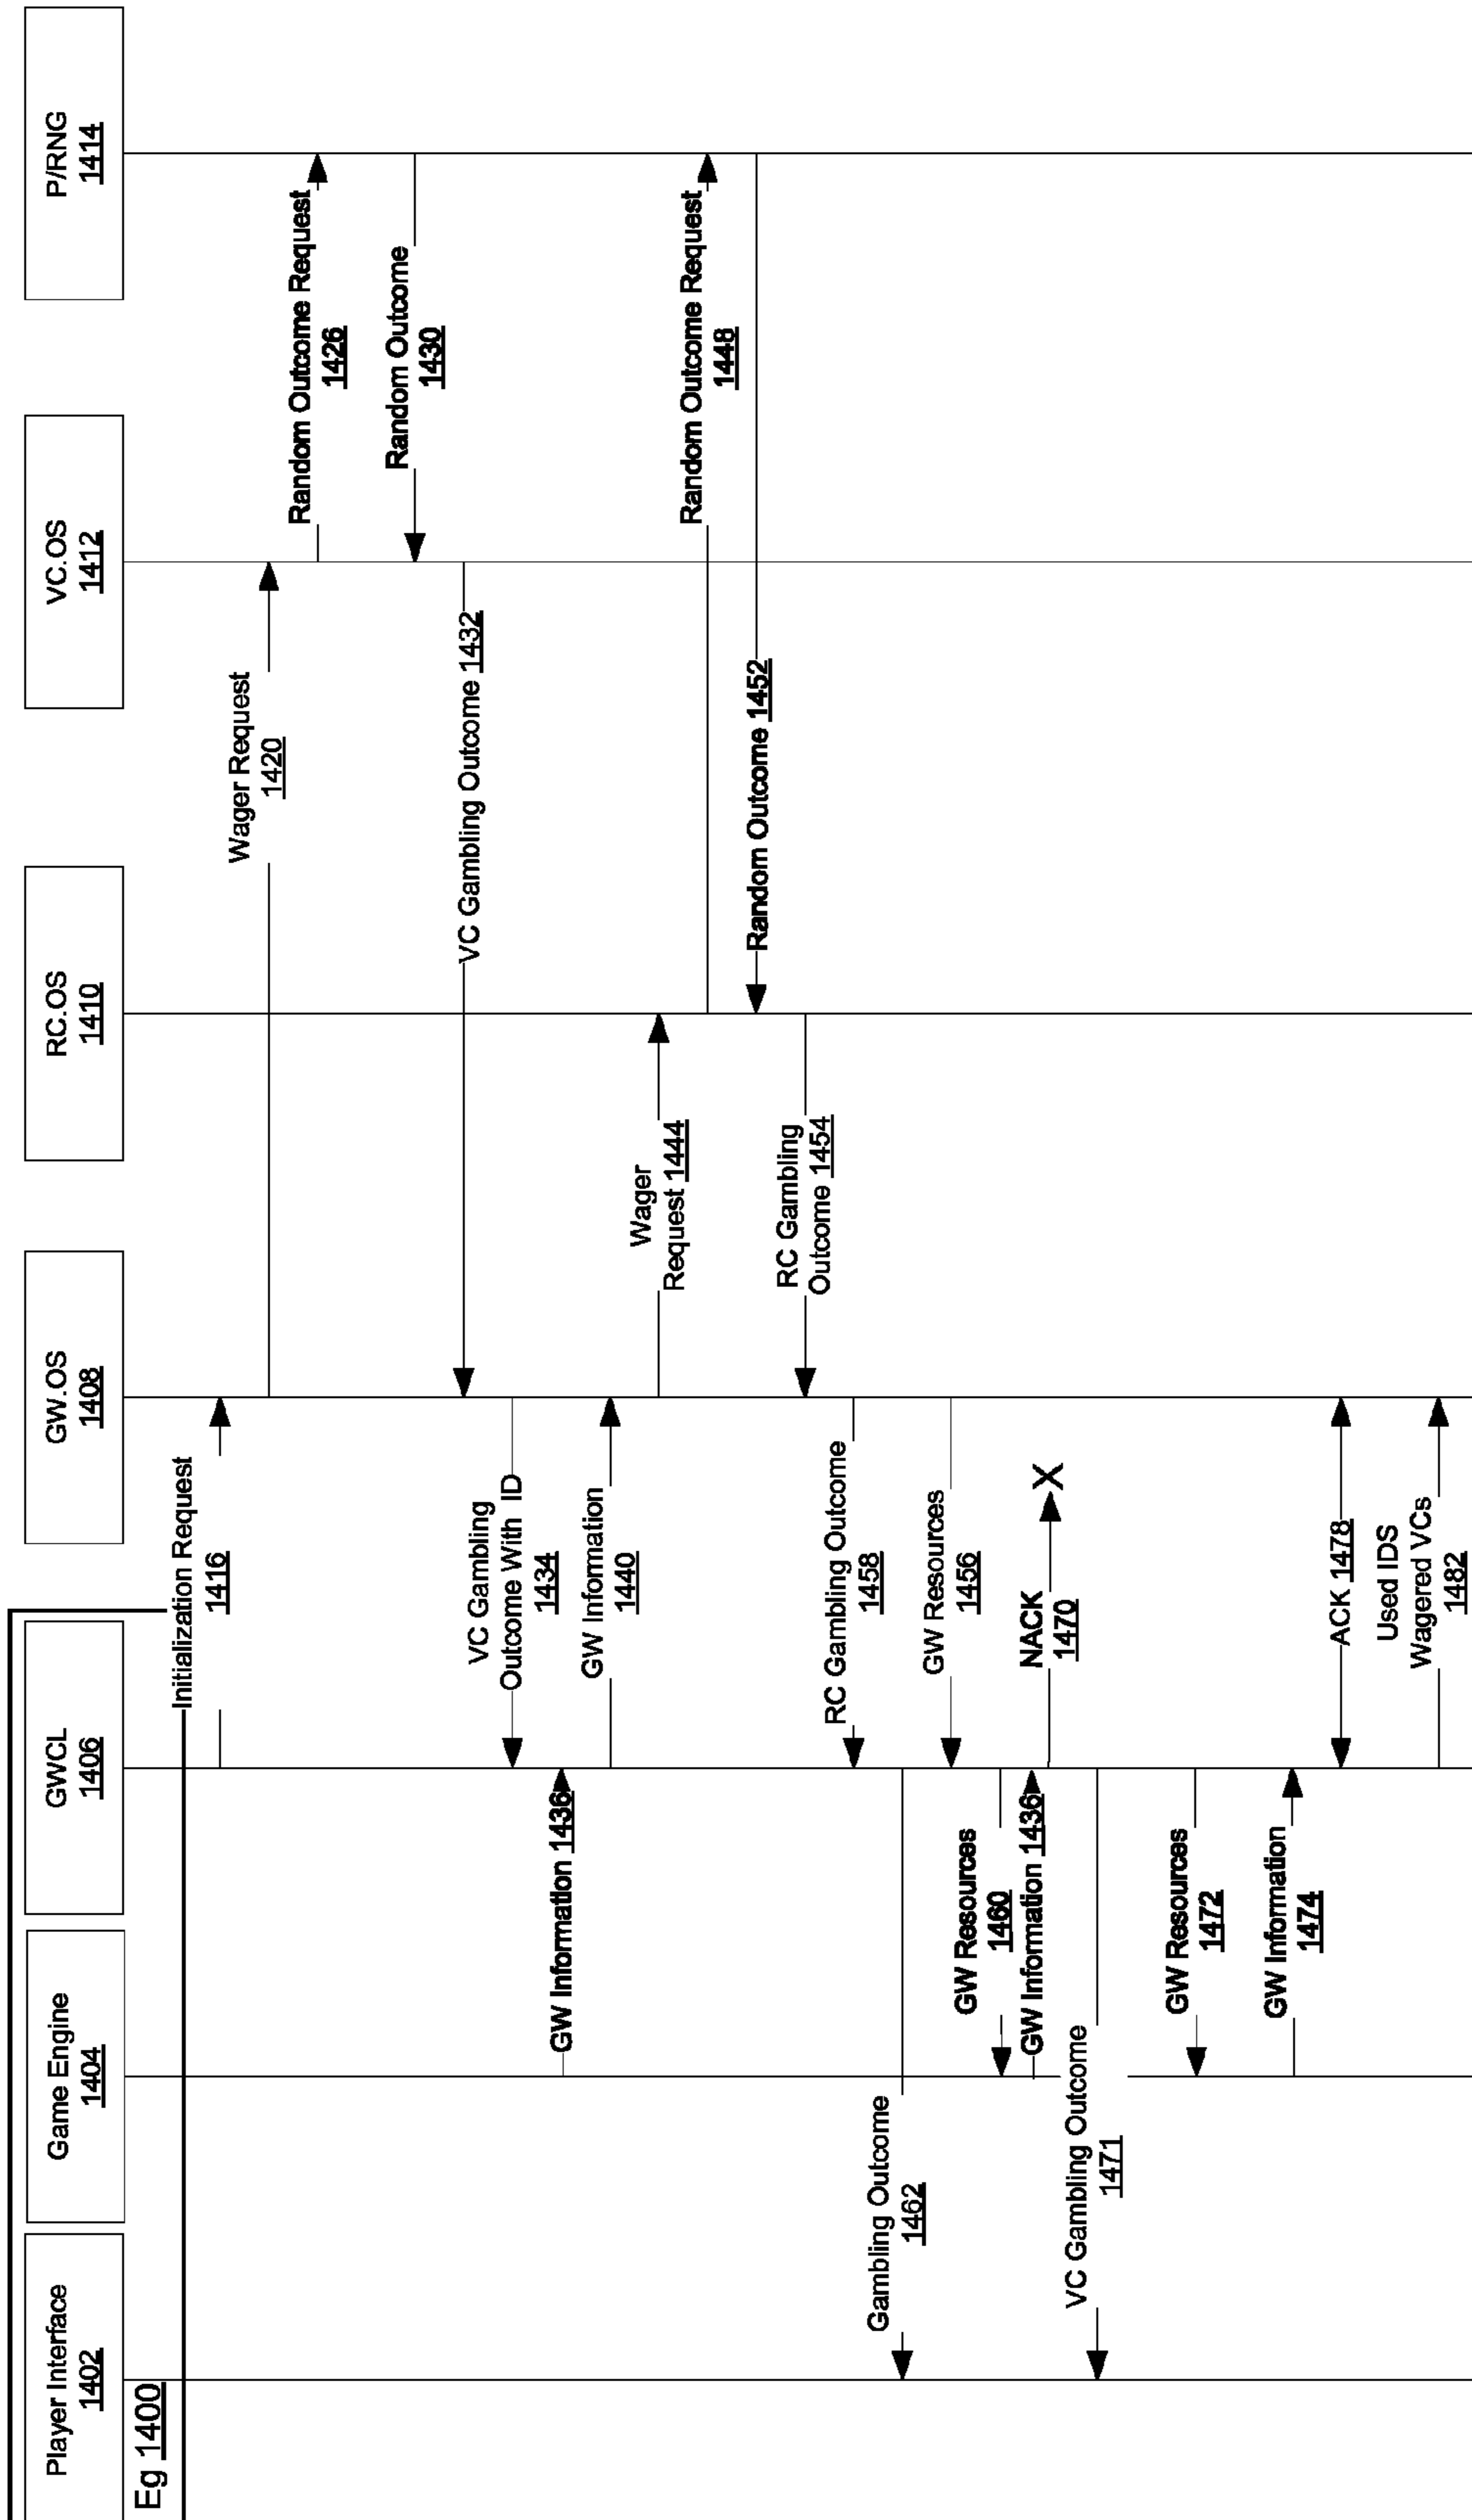 Player Interface
1402
Game Engine
1404
GWCL
1406
GW.OS
1408
RC.OS
1410
VC.OS
1412
P/RNG
1414
Eg 1400
Initialization Request
1416
Wager Request
1420
Random Outcome Request
1426
Random Outcome
1430
VC Gambling Outcome 1432
VC Gambling
Outcome With ID
1434
GW Information 1436
GW Information
1440
Wager
Request 1444
Random Outcome Request
1448
Random Outcome 1452
RC Gambling
Outcome 1454
RC Gambling Outcome
1458
Gambling Outcome
1462
GW Resources
1456
GW Resources
1460
GW Information 1436
NACK
1470
X
VC Gambling Outcome
1471
GW Resources
1472
GW Information
1474
ACK 1478
Used IDS
Wagered VCs
1482